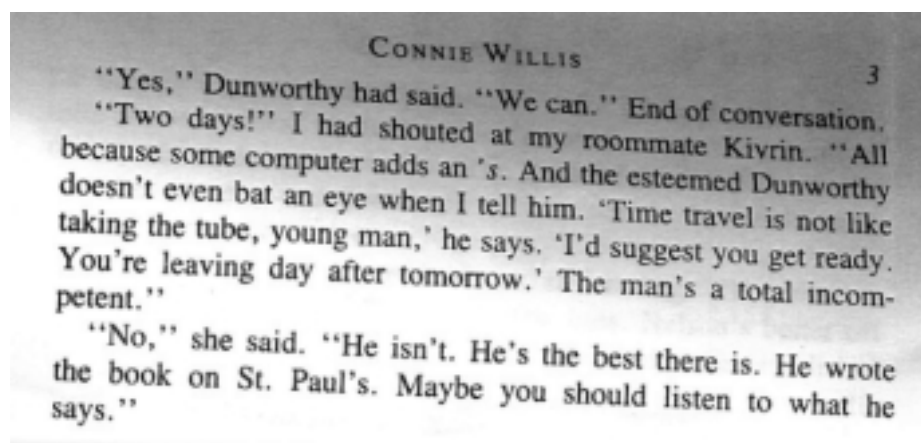 CONNIE WILLIS 3
"Yes," Dunworthy had said. "We can." End of conversation.
"Two days!" I had shouted at my roommate Kivrin. "All
because some computer adds an 's. And the esteemed Dunworthy
doesn't even bat an eye when I tell him. 'Time travel is not like
taking the tube, young man,' he says. 'I'd suggest you get ready.
You're leaving day after tomorrow.' The man's a total incom-
petent."
"No," she said. "He isn't. He's the best there is. He wrote
the book on St. Paul's. Maybe you should listen to what he
says."